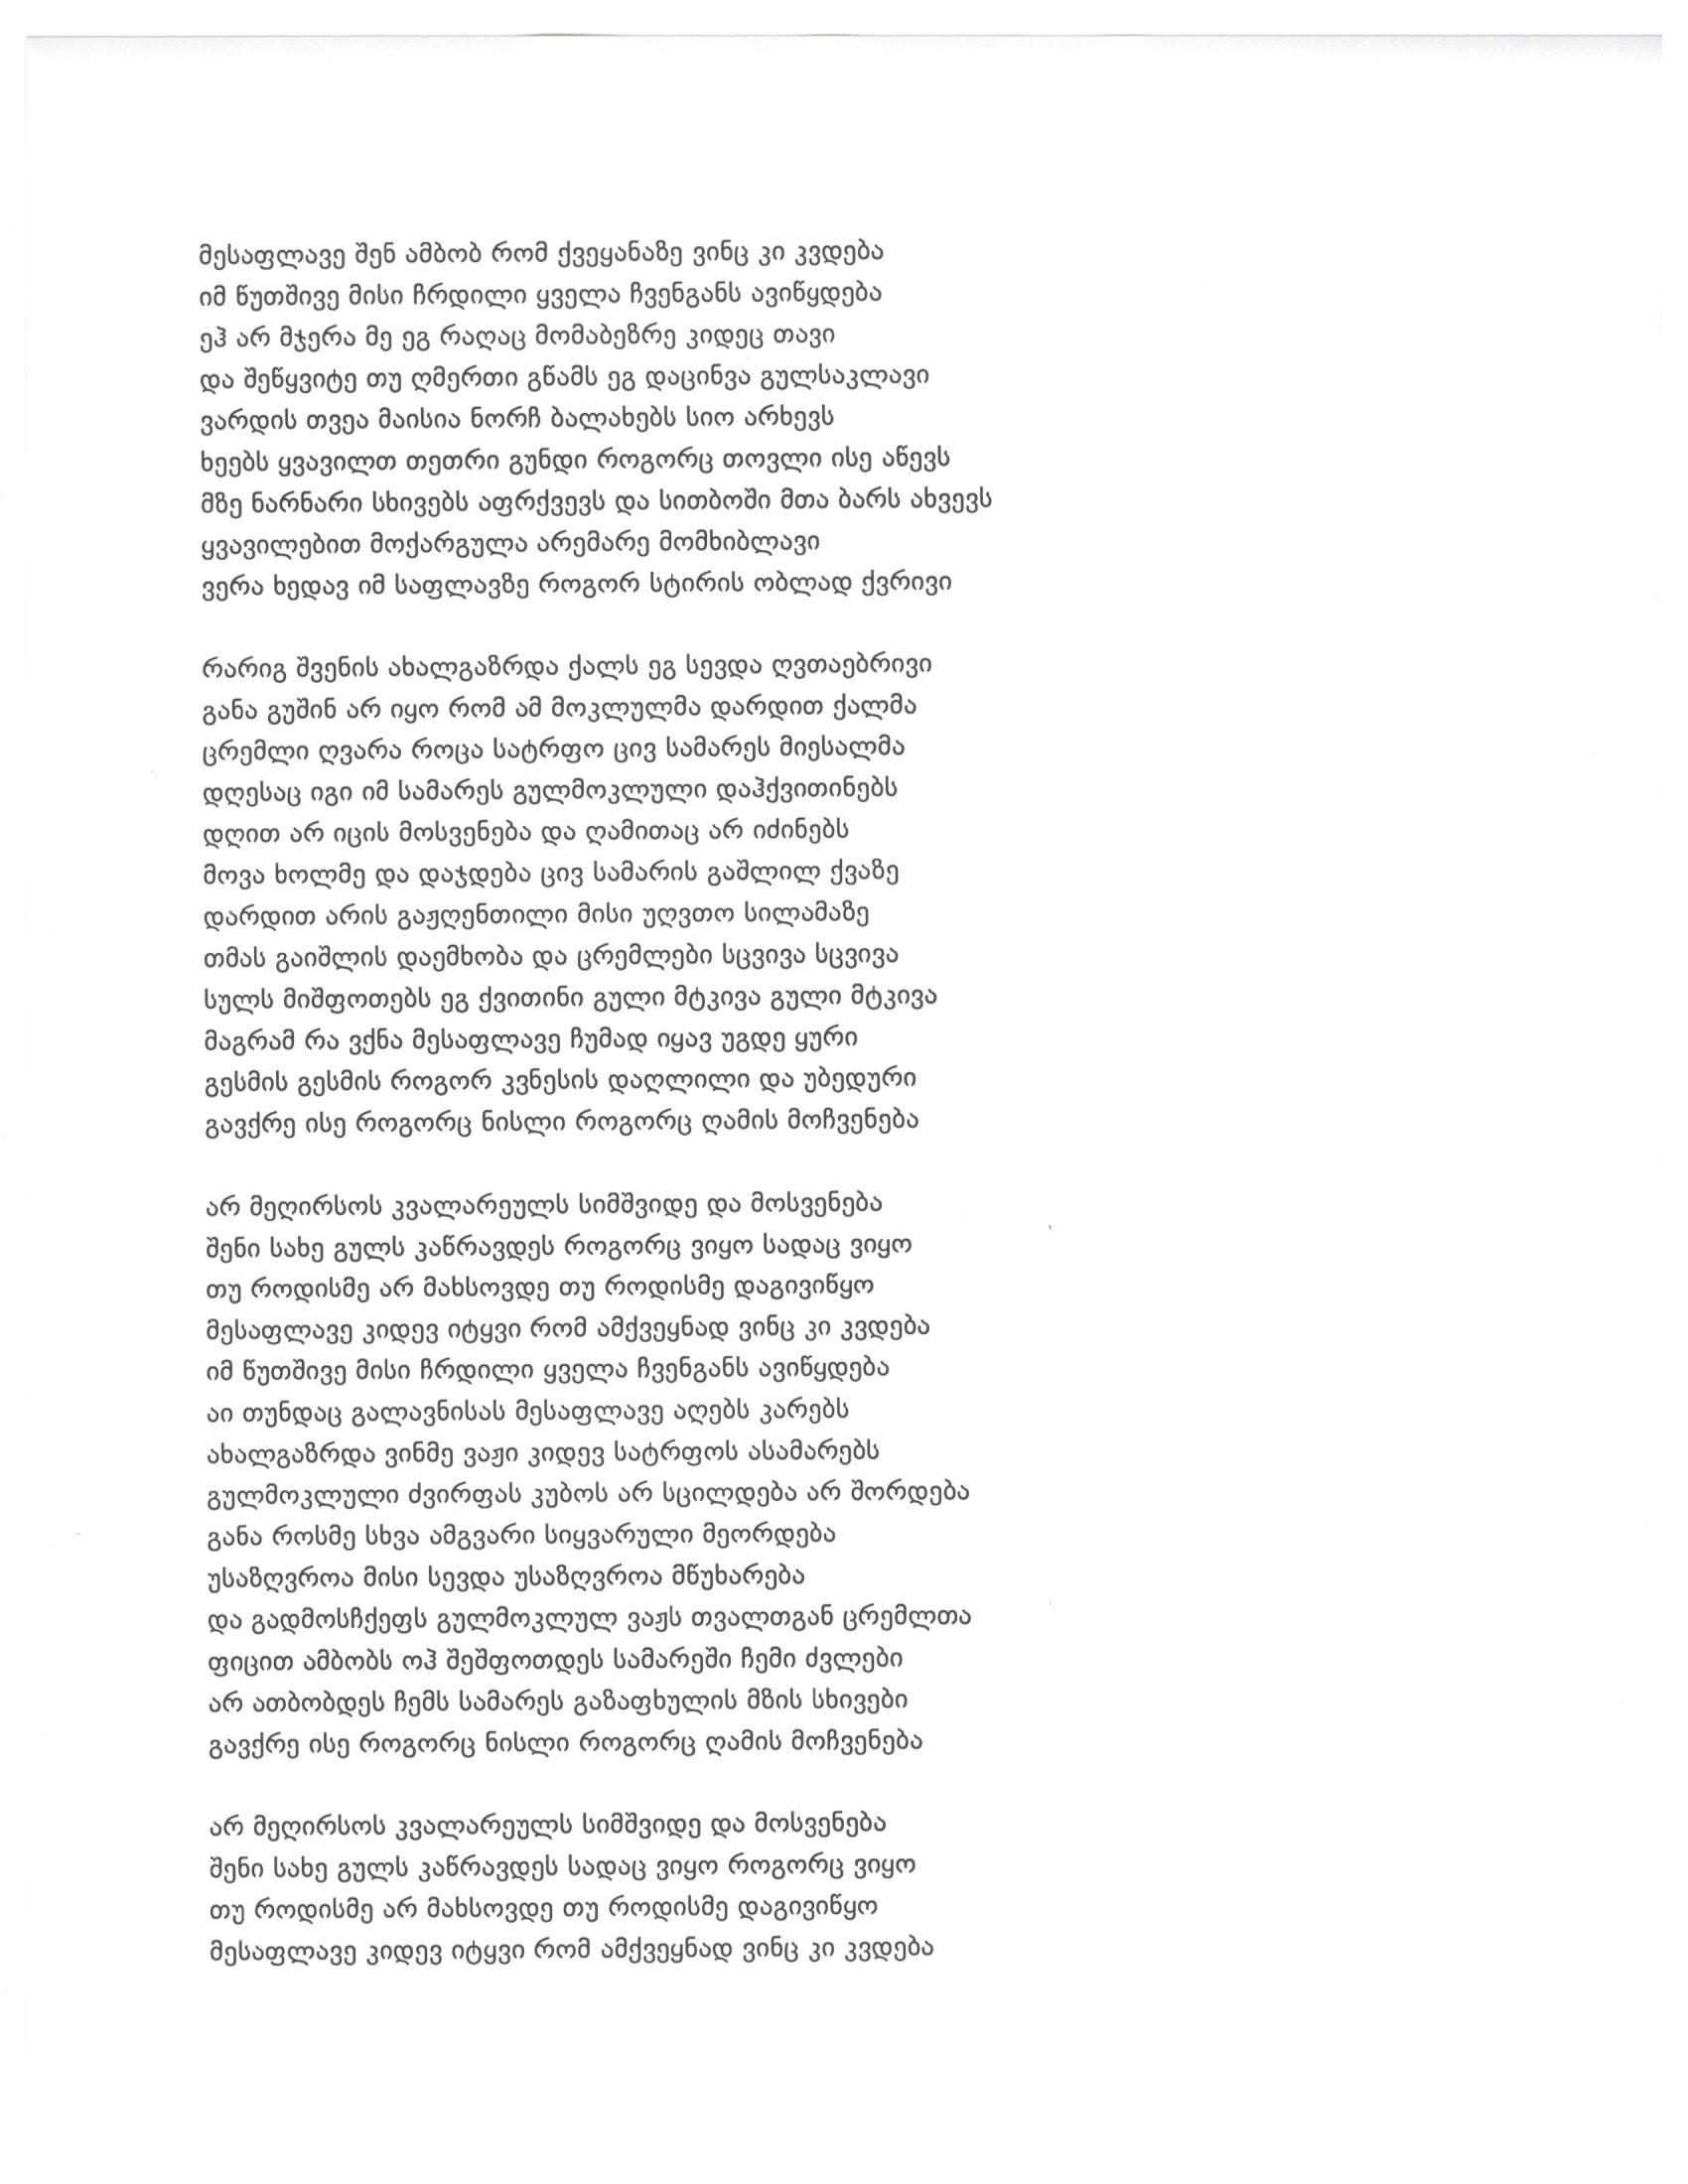 მესაფლავე შენ ამბობ რომ ქვეყანაზე ვინც კი კვდება
იმ წუთშივე მისი ჩრდილი ყველა ჩვენგანს ავიწყდება
ეჰ არ მჯერა მე ეგ რაღაც მომაბეზრე კიდეც თავი
და შეწყვიტე თუ ღმერთი გწამს ეგ დაცინვა გულსაკლავი
ვარდის თვეა მაისია ნორჩ ბალახებს სიო არხევს
ხეებს ყვავილთ თეთრი გუნდი როგორც თოვლი ისე აწევს
მზე ნარნარი სხივებს აფრქვევს და სითბოში მთა ბარს ახვევს
ყვავილებით მოქარგულა არემარე მომხიბლავი
ვერა ხედავ იმ საფლავზე როგორ სტირის ობლად ქვრივი

რარიგ შვენის ახალგაზრდა ქალს ეგ სევდა ღვთაებრივი
განა გუშინ არ იყო რომ ამ მოკლულმა დარდით ქალმა
ცრემლი ღვარა როცა სატრფო ცივ სამარეს მიესალმა
დღესაც იგი იმ სამარეს გულმოკლული დაჰქვითინებს
დღით არ იცის მოსვენება და ღამითაც არ იძინებს
მოვა ხოლმე და დაჯდება ცივ სამარის გაშლილ ქვაზე
დარდით არის გაჟღენთილი მისი უღვთო სილამაზე
თმას გაიშლის დაემხობა და ცრემლები სცვივა სცვივა
სულს მიშფოთებს ეგ ქვითინი გული მტკივა გული მტკივა
მაგრამ რა ვქნა მესაფლავე ჩუმად იყავ უგდე ყური
გესმის გესმის როგორ კვნესის დაღლილი და უბედური
გავქრე ისე როგორც ნისლი როგორც ღამის მოჩვენება

არ მეღირსოს კვალარეულს სიმშვიდე და მოსვენება
შენი სახე გულს კაწრავდეს როგორც ვიყო სადაც ვიყო
თუ როდისმე არ მახსოვდე თუ როდისმე დაგივიწყო
მესაფლავე კიდევ იტყვი რომ ამქვეყნად ვინც კი კვდება
იმ წუთშივე მისი ჩრდილი ყველა ჩვენგანს ავიწყდება
აი თუნდაც გალავნისას მესაფლავე აღებს კარებს
ახალგაზრდა ვინმე ვაჟი კიდევ სატრფოს ასამარებს
გულმოკლული ძვირფას კუბოს არ სცილდება არ შორდება
განა როსმე სხვა ამგვარი სიყვარული მეორდება
უსაზღვროა მისი სევდა უსაზღვროა მწუხარება
და გადმოსჩქეფს გულმოკლულ ვაჟს თვალთგან ცრემლთა
ფიცით ამბობს ოჰ შეშფოთდეს სამარეში ჩემი ძვლები
არ ათბობდეს ჩემს სამარეს გაზაფხულის მზის სხივები
გავქრე ისე როგორც ნისლი როგორც ღამის მოჩვენება

არ მეღირსოს კვალარეულს სიმშვიდე და მოსვენება
შენი სახე გულს კაწრავდეს სადაც ვიყო როგორც ვიყო
თუ როდისმე არ მახსოვდე თუ როდისმე დაგივიწყო
მესაფლავე კიდევ იტყვი რომ ამქვეყნად ვინც კი კვდება